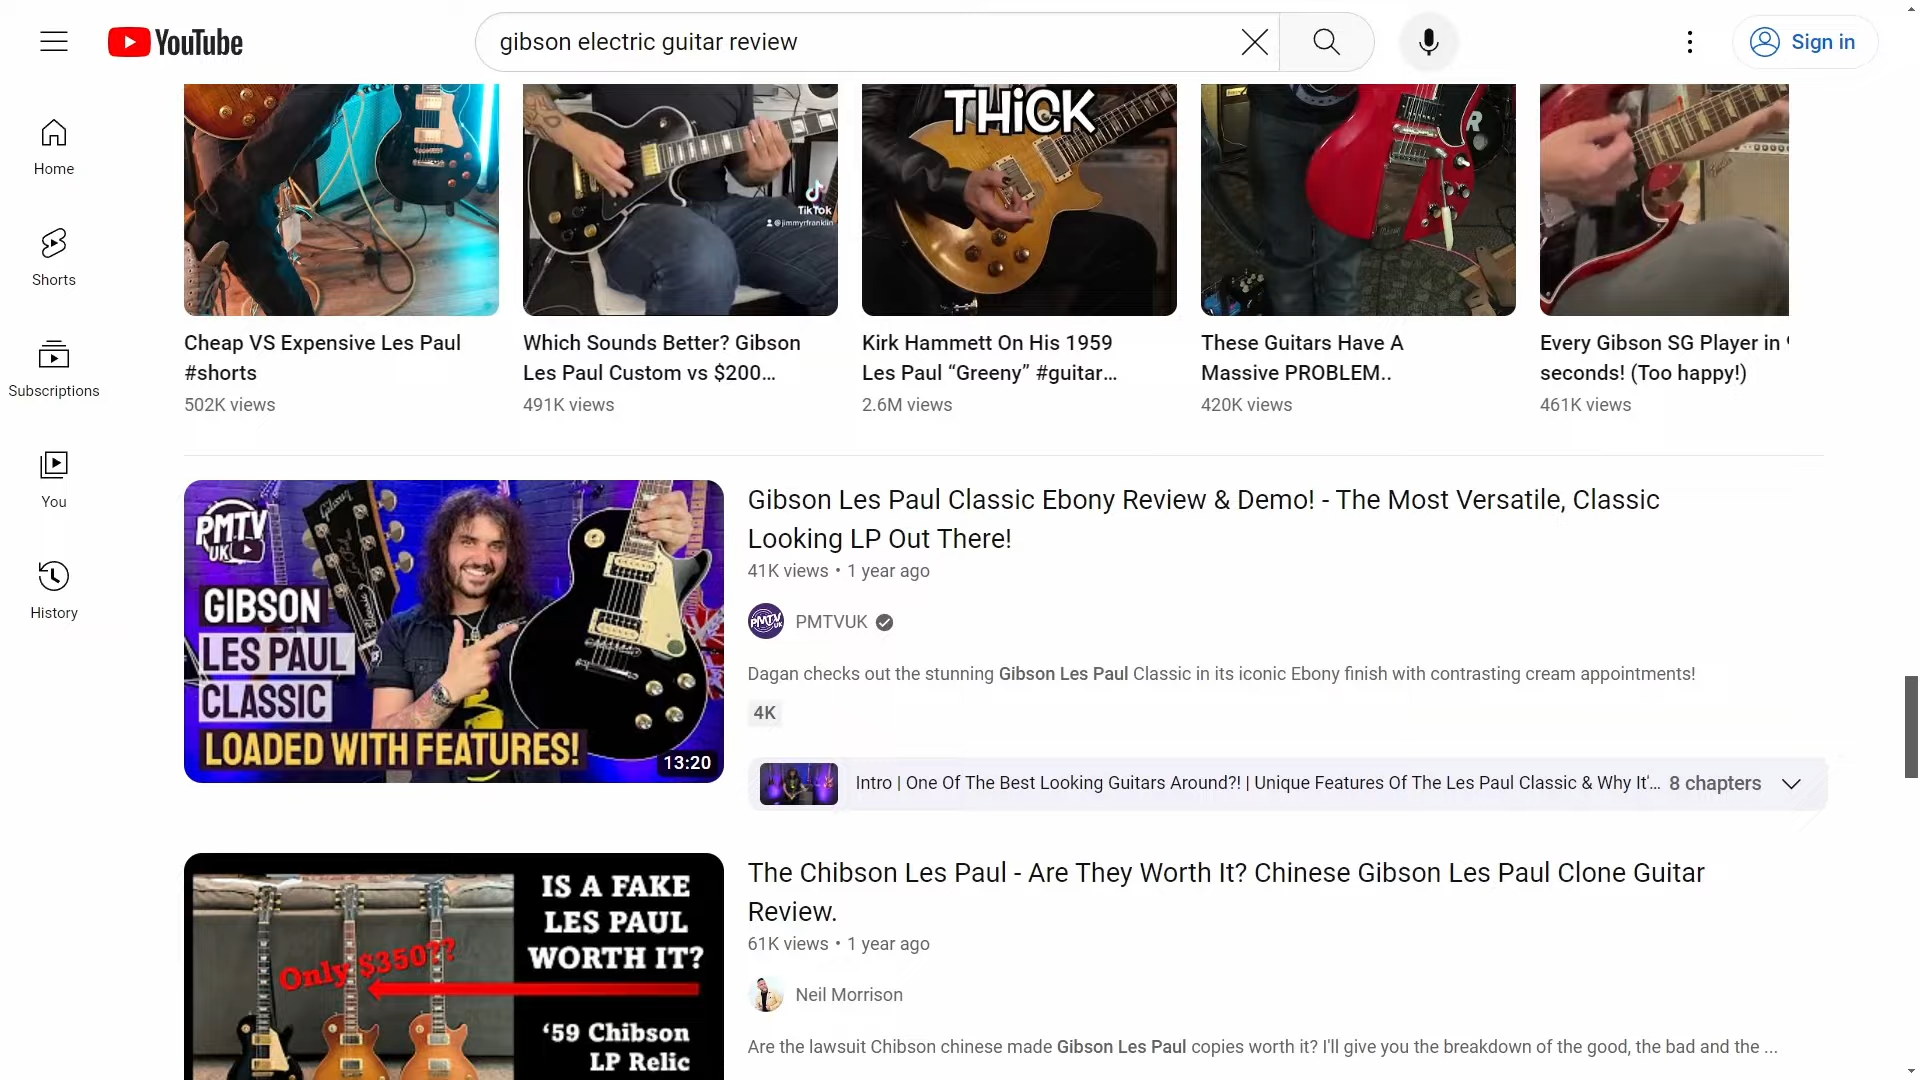 YouTube
gibson electric guitar review
Sign in
Home
Shorts
Subscriptions
You
History
THiCK
R
TikTok
@jimmyrfranklin
Cheap VS Expensive Les Paul
#shorts
502K views
Which Sounds Better? Gibson
Les Paul Custom vs $200...
491K views
Kirk Hammett On His 1959
Les Paul “Greeny” #guitar...
2.6M views
These Guitars Have A
Massive PROBLEM..
420K views
Every Gibson SG Player in
seconds! (Too happy!)
461K views
PMTV
UK
Gibson
GIBSON
LES PAUL
CLASSIC
LOADED WITH FEATURES!
13:20
Gibson Les Paul Classic Ebony Review & Demo! - The Most Versatile, Classic
Looking LP Out There!
41K views • 1 year ago
PMTV UK
PMTVUK
Dagan checks out the stunning Gibson Les Paul Classic in its iconic Ebony finish with contrasting cream appointments!
4K
Intro | One Of The Best Looking Guitars Around?! | Unique Features Of The Les Paul Classic & Why It'... 8 chapters
IS A FAKE
LES PAUL
WORTH IT?
Only $350??
‘59 Chibson
LP Relic
The Chibson Les Paul - Are They Worth It? Chinese Gibson Les Paul Clone Guitar
Review.
61K views • 1 year ago
Neil Morrison
Are the lawsuit Chibson chinese made Gibson Les Paul copies worth it? I'll give you the breakdown of the good, the bad and the ...